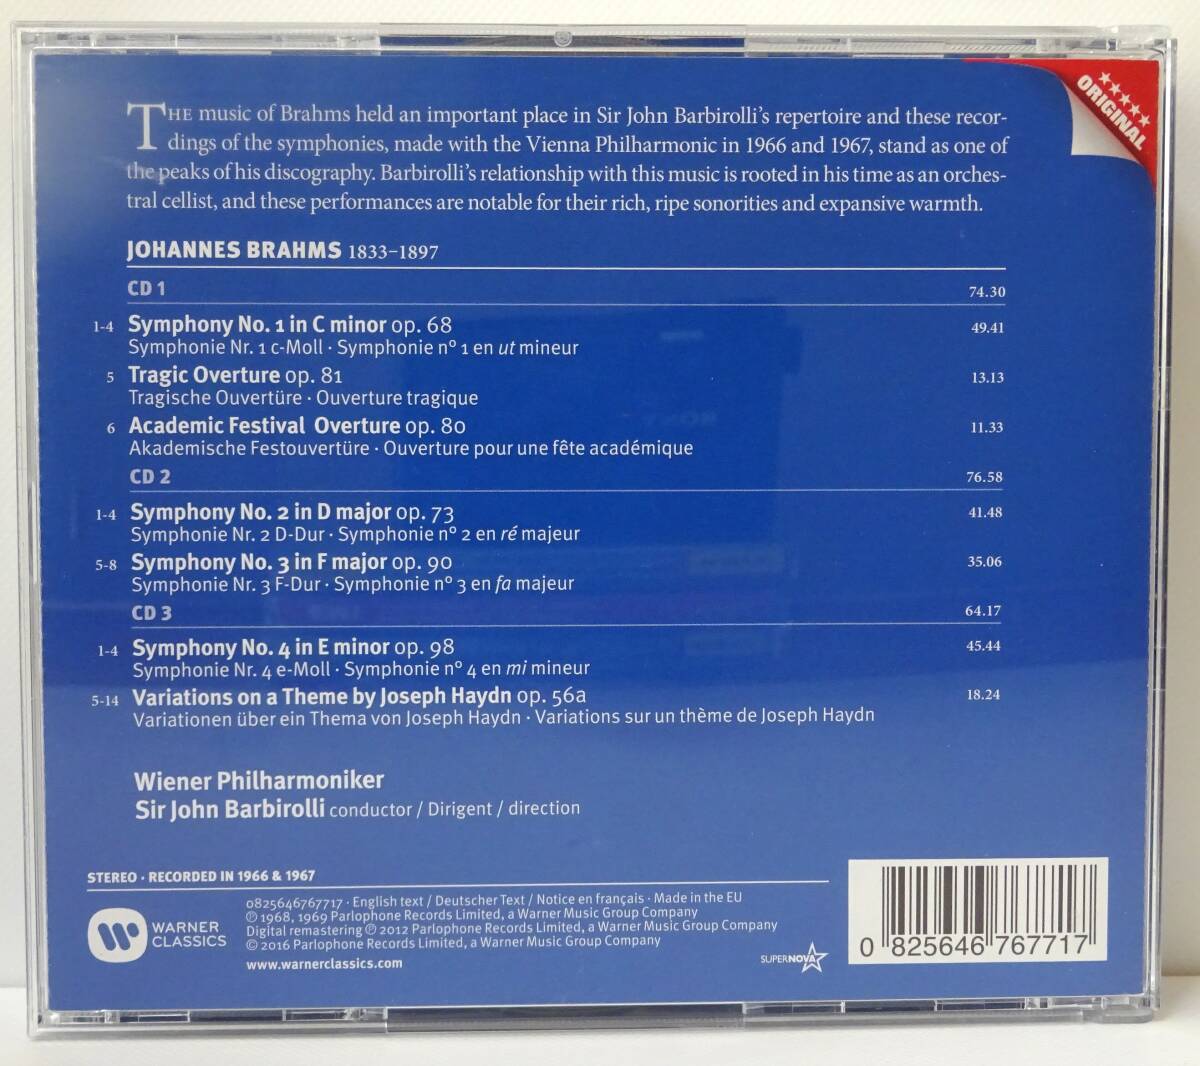 THE music of Brahms held an important place in Sir John Barbirolli's repertoire and these recor-
dings of the symphonies, made with the Vienna Philharmonic in 1966 and 1967, stand as one of
the peaks of his discography. Barbirolli's relationship with this music is rooted in his time as an orches-
tral cellist, and these performances are notable for their rich, ripe sonorities and expansive warmth.
ORIGINAL
JOHANNES BRAHMS 1833–1897
CD 1 74.30
1-4 Symphony No. 1 in C minor op. 68 49.41
Symphonie Nr. 1 c-Moll · Symphonie nº 1 en ut mineur
5 Tragic Overture op. 81 13.13
Tragische Ouvertüre · Ouverture tragique
6 Academic Festival Overture op. 80 11.33
Akademische Festouvertüre · Ouverture pour une fête académique
CD 2 76.58
1-4 Symphony No. 2 in D major op. 73 41.48
Symphonie Nr. 2 D-Dur · Symphonie nº 2 en ré majeur
5-8 Symphony No. 3 in F major op. 90 35.06
Symphonie Nr. 3 F-Dur · Symphonie nº 3 en fa majeur
CD 3 64.17
1-4 Symphony No. 4 in E minor op. 98 45.44
Symphonie Nr. 4 e-Moll · Symphonie nº 4 en mi mineur
5-14 Variations on a Theme by Joseph Haydn op. 56a 18.24
Variationen über ein Thema von Joseph Haydn · Variations sur un thème de Joseph Haydn
Wiener Philharmoniker
Sir John Barbirolli conductor / Dirigent / direction
STEREO · RECORDED IN 1966 & 1967
0825646767717 · English text / Deutscher Text / Notice en français · Made in the EU
℗ 1968, 1969 Parlophone Records Limited, a Warner Music Group Company
Digital remastering ℗ 2012 Parlophone Records Limited, a Warner Music Group Company
© 2016 Parlophone Records Limited, a Warner Music Group Company
www.warnerclassics.com
WARNER
CLASSICS
SUPERNOVA
0 825646 767717